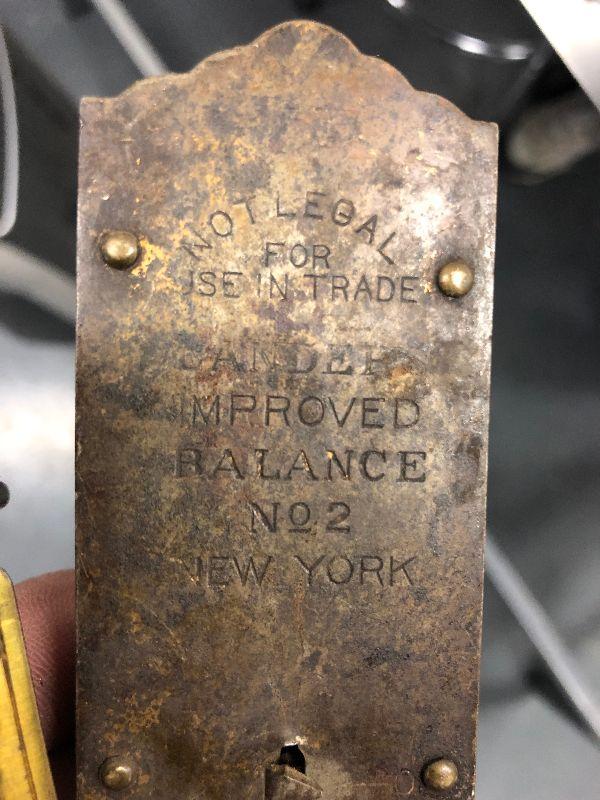 NOT LEGAL
FOR
USE IN TRADE
IMPROVED
BALANCE
No 2
NEW YORK